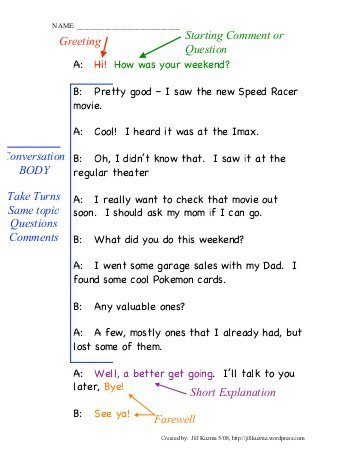 NAME:
Greeting
Starting Comment or
Question
A: Hi! How was your weekend?
B: Pretty good – I saw the new Speed Racer
movie.
A: Cool! I heard it was at the Imax.
B: Oh, I didn't know that. I saw it at the
regular theater
A: I really want to check that movie out
soon. I should ask my mom if I can go.
B: What did you do this weekend?
A: I went some garage sales with my Dad. I
found some cool Pokemon cards.
B: Any valuable ones?
A: A few, mostly ones that I already had, but
lost some of them.
Conversation
BODY
Take Turns
Same topic
Questions
Comments
A: Well, a better get going. I'll talk to you
later, Bye!
Short Explanation
B: See ya!
Farewell
Created by: Jill Kuzma 5/08, http://jillkuzma.wordpress.com